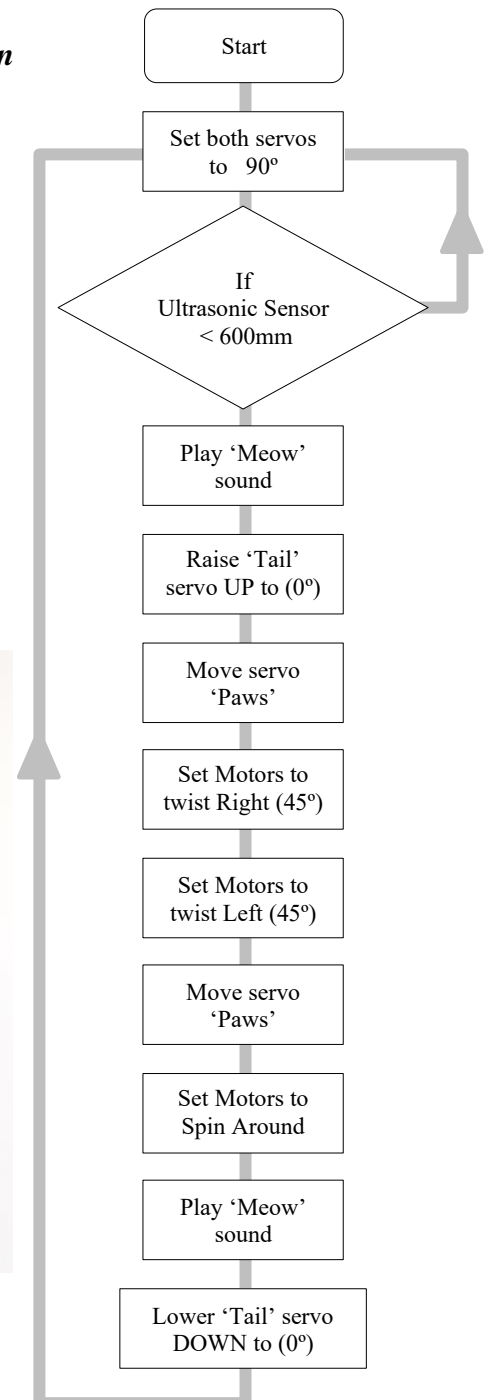 n
Start
Set both servos
to 90º
If
Ultrasonic Sensor
< 600mm
Play ‘Meow’
sound
Raise ‘Tail’
servo UP to (0º)
Move servo
‘Paws’
Set Motors to
twist Right (45º)
Set Motors to
twist Left (45º)
Move servo
‘Paws’
Set Motors to
Spin Around
Play ‘Meow’
sound
Lower ‘Tail’ servo
DOWN to (0º)